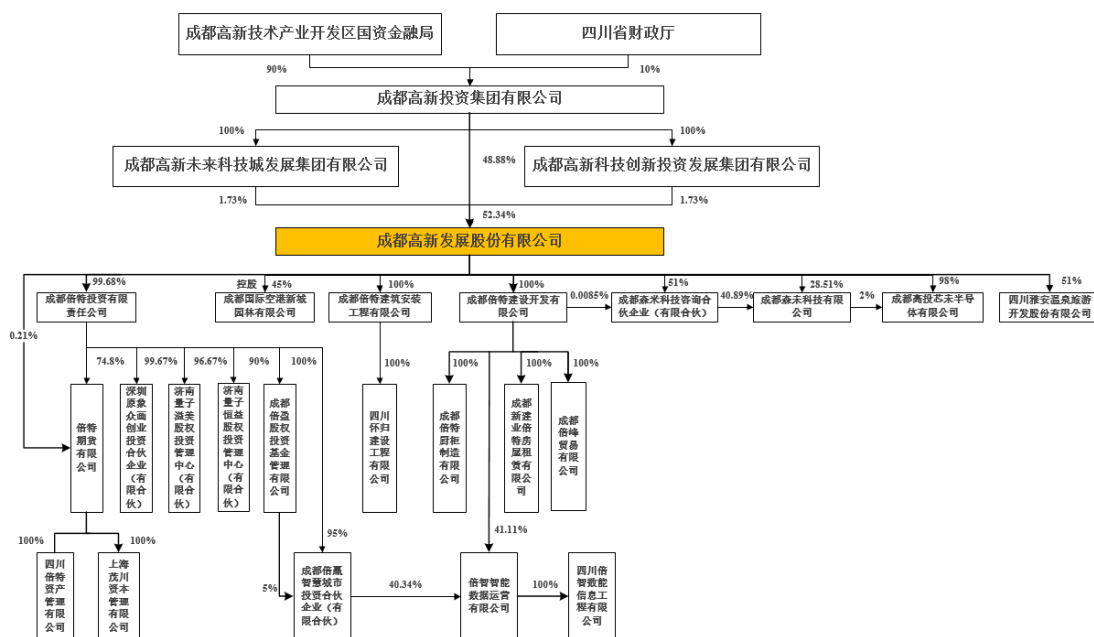 成都高新技术产业开发区国资金融局
四川省财政厅
90%
10%
成都高新投资集团有限公司
100%
100%
成都高新未来科技城发展集团有限公司
48.88%
成都高新科技创新投资发展集团有限公司
1.73%
1.73%
52.34%
成都高新发展股份有限公司
99.68%
控股
45%
100%
100%
51%
28.51%
98%
51%
成都倍特投资有限
责任公司
成都国际空港新城
园林有限公司
成都倍特建筑安装
工程有限公司
成都倍特建设开发有
限公司
0.0085%
成都森米科技咨询合
伙企业（有限合伙）
40.89%
成都森未科技有
限公司
2%
成都高投芯未半导
体有限公司
四川雅安温泉旅游
开发股份有限公司
0.21%
74.8%
99.67%
96.67%
90%
100%
100%
100%
100%
100%
倍特期货有限公司
深圳原象众画创业投资合伙企业（有限合伙）
济南量子溢美股权投资管理中心（有限合伙）
济南量子恒益股权投资管理中心（有限合伙）
成都倍盈股权投资基金管理有限公司
四川怀归建设工程有限公司
成都倍特厨柜制造有限公司
成都新建业倍特房屋租赁有限公司
成都倍峰贸易有限公司
100%
100%
95%
41.11%
四川倍特资产管理有限公司
上海茂川资本管理有限公司
5%
成都倍赢
智慧城市
投资合伙
企业（有
限合伙）
40.34%
倍智智能
数据运营
有限公司
100%
四川倍
智数能
信息工
程有限
公司